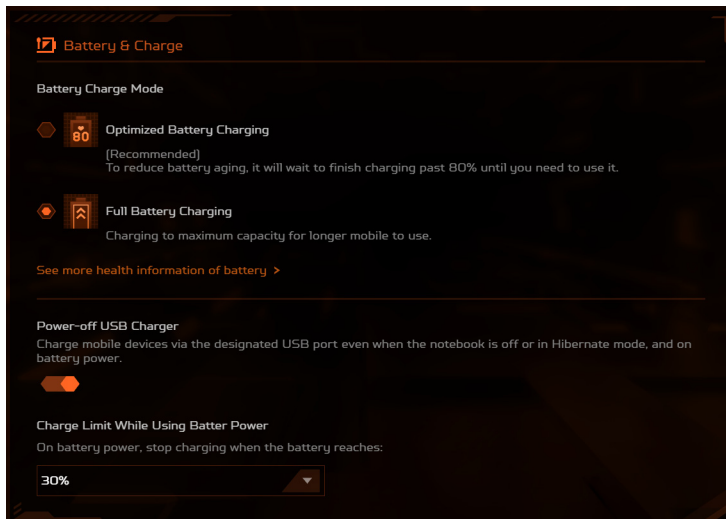 Battery & Charge
Battery Charge Mode
80
Optimized Battery Charging
(Recommended)
To reduce battery aging, it will wait to finish charging past 80% until you need to use it.
Full Battery Charging
Charging to maximum capacity for longer mobile to use.
See more health information of battery >
Power-off USB Charger
Charge mobile devices via the designated USB port even when the notebook is off or in Hibernate mode, and on
battery power.
Charge Limit While Using Batter Power
On battery power, stop charging when the battery reaches:
30%